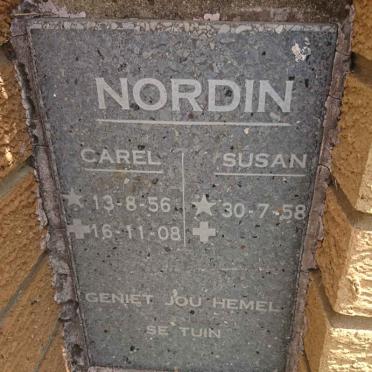 NORDIN
CAREL SUSAN
★ 13-8-56 ★ 30-7-58
✚ 16-11-08 ✚
GENIET JOU HEMEL
SE TUIN